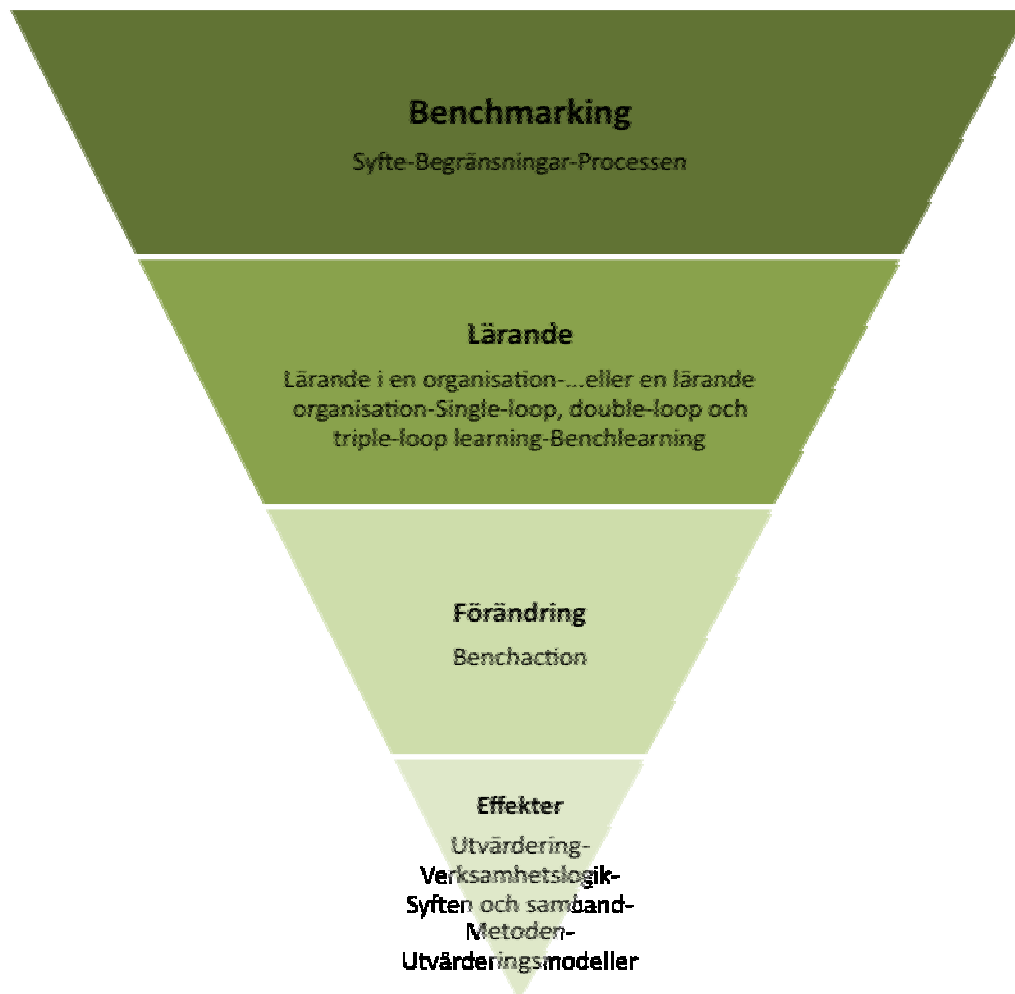 Benchmarking
Syfte-Begränsningar-Processen
Lärande
Lärande i en organisation-...eller en lärande
organisation-Single-loop, double-loop och
triple-loop learning-Benchlearning
Förändring
Benchaction
Effekter
Utvärdering-
Verksamhetslogik-
Syften och samband-
Metoden-
Utvärderingsmodeller